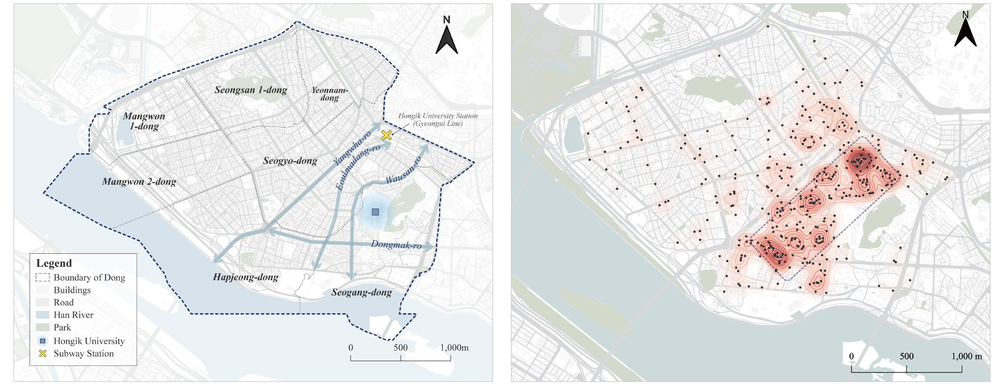 N
Seongsan 1-dong
Yeonnam-
dong
Mangwon
1-dong
Hongik University Station
(Gyeongui Line)
Yangwha-ro
Eoulmadang-ro
Wausan-ro
Seogyo-dong
Mangwon 2-dong
Dongmak-ro
Hapjeong-dong
Seogang-dong
Legend
Boundary of Dong
Buildings
Road
Han River
Park
Hongik University
Subway Station
0 500 1,000m
N
0 500 1,000 m